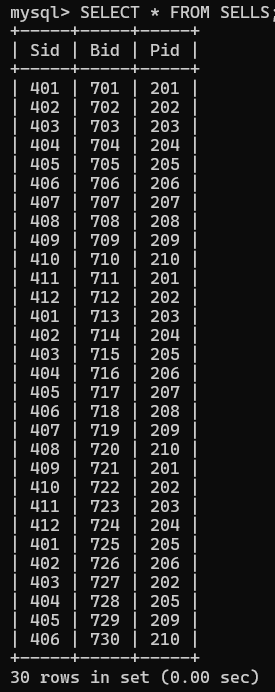 mysql> SELECT * FROM SELLS;
+-----+-----+-----+
| Sid | Bid | Pid |
+-----+-----+-----+
| 401 | 701 | 201 |
| 402 | 702 | 202 |
| 403 | 703 | 203 |
| 404 | 704 | 204 |
| 405 | 705 | 205 |
| 406 | 706 | 206 |
| 407 | 707 | 207 |
| 408 | 708 | 208 |
| 409 | 709 | 209 |
| 410 | 710 | 210 |
| 411 | 711 | 201 |
| 412 | 712 | 202 |
| 401 | 713 | 203 |
| 402 | 714 | 204 |
| 403 | 715 | 205 |
| 404 | 716 | 206 |
| 405 | 717 | 207 |
| 406 | 718 | 208 |
| 407 | 719 | 209 |
| 408 | 720 | 210 |
| 409 | 721 | 201 |
| 410 | 722 | 202 |
| 411 | 723 | 203 |
| 412 | 724 | 204 |
| 401 | 725 | 205 |
| 402 | 726 | 206 |
| 403 | 727 | 202 |
| 404 | 728 | 205 |
| 405 | 729 | 209 |
| 406 | 730 | 210 |
+-----+-----+-----+
30 rows in set (0.00 sec)